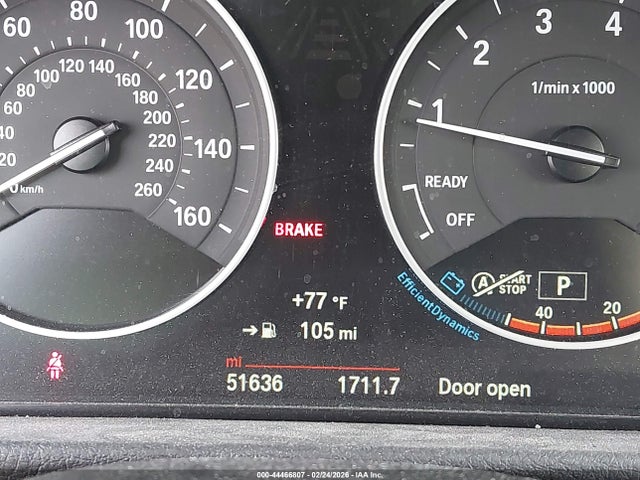 60 80 100 120 140 160
20 40 60 80 100 120 140 160 180 200 220 240 260
km/h
1 2 3 4
1/min x 1000
READY
OFF
BRAKE
START
STOP
P
EfficientDynamics
40 20
+77 °F
105 mi
mi
51636 1711.7 Door open
000-44466807 - 02/24/2026 - IAA Inc.